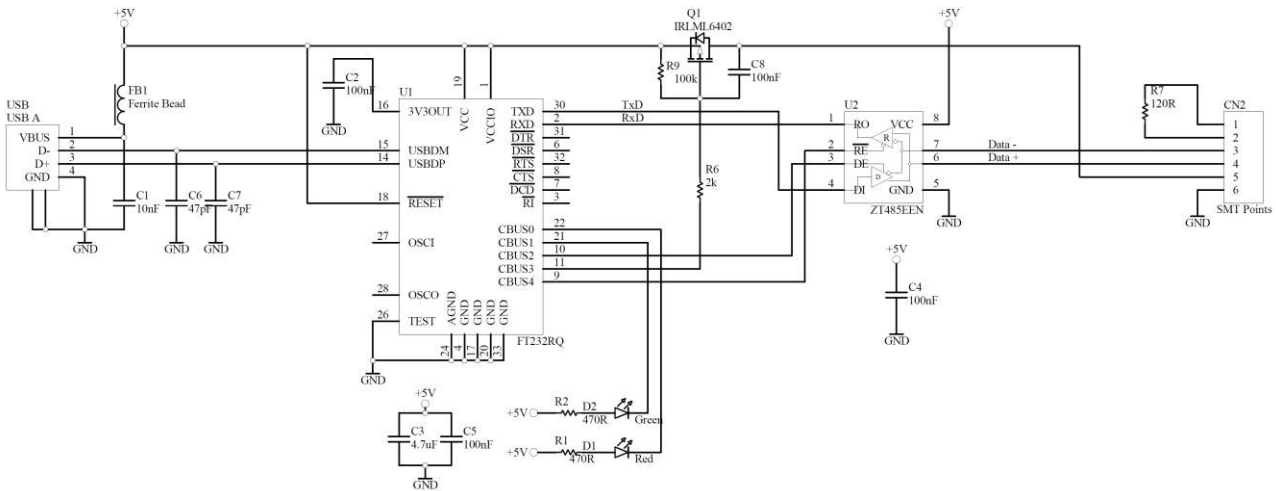 +5V
FB1
Ferrite Bead
USB
USB A
VBUS
D-
D+
GND
1
2
3
4
C1
10nF
C6
47pF
C7
47pF
GND
GND
GND
C2
100nF
GND
U1
16
15
14
18
27
28
26
3V3OUT
USBDM
USBDP
RESET
OSCI
OSCO
TEST
19
VCC
1
VCCIO
TXD
RXD
DTR
DSR
RTS
CTS
DCD
RI
CBUS0
CBUS1
CBUS2
CBUS3
CBUS4
30
2
31
6
32
8
7
3
22
21
10
11
9
AGND
GND
GND
GND
GND
24
4
17
20
33
FT232RQ
GND
TxD
RxD
Q1
IRLML6402
R9
100k
C8
100nF
R6
2k
+5V
U2
1
2
3
4
RO
RE
DE
DI
R
D
VCC
GND
8
7
6
5
ZT485EEN
GND
Data -
Data +
R7
120R
CN2
1
2
3
4
5
6
SMT Points
GND
+5V
C4
100nF
GND
+5V
C3
4.7uF
C5
100nF
GND
+5V
R2
470R
D2
Green
+5V
R1
470R
D1
Red